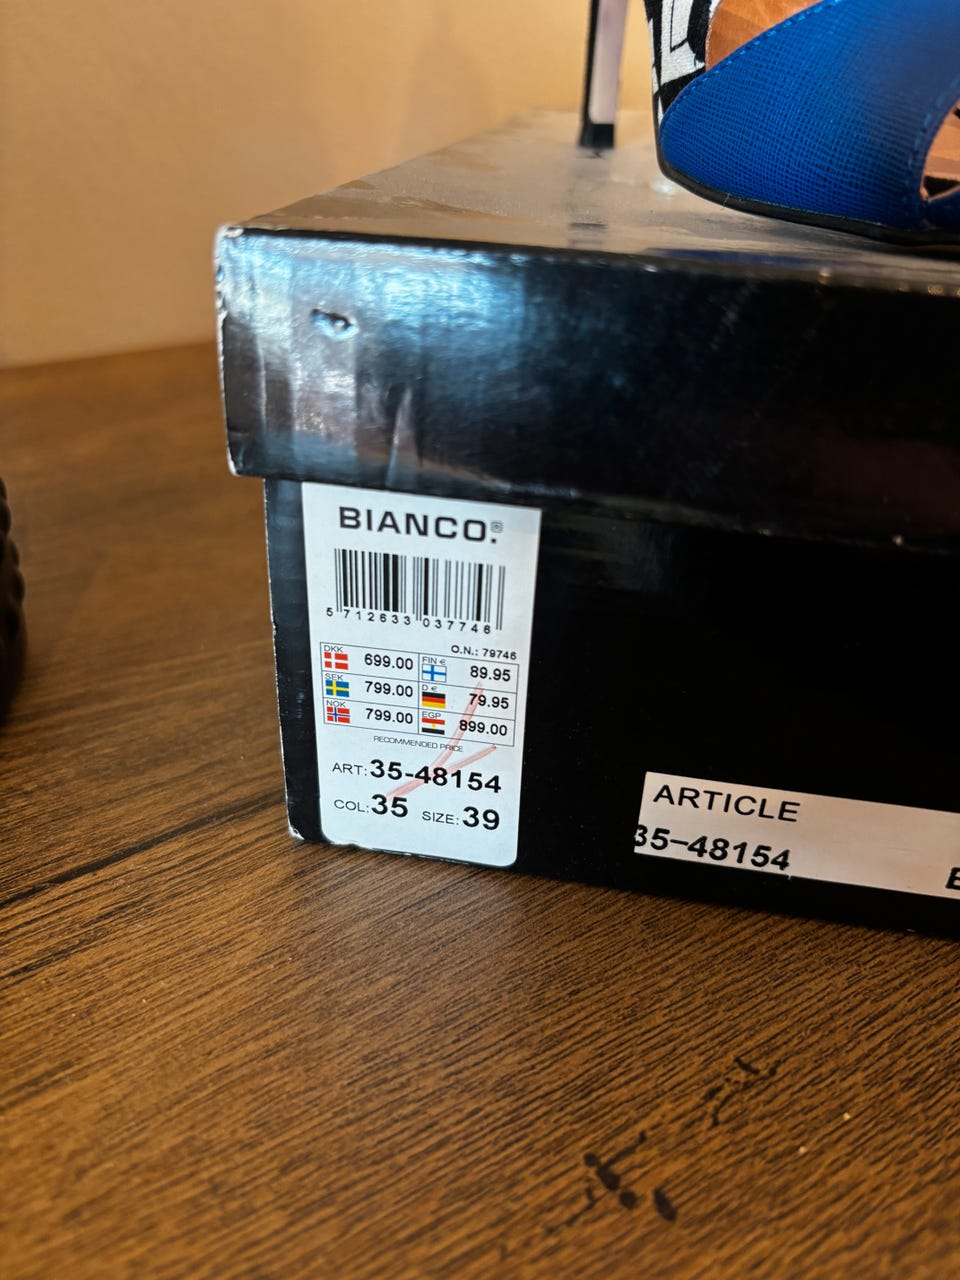 BIANCO.®
5 712633 037746
O.N.: 79746
DKK 699.00 FIN € 89.95
SEK 799.00 D € 79.95
NOK 799.00 EGP 899.00
RECOMMENDED PRICE
ART: 35-48154
COL: 35 SIZE: 39
ARTICLE
35-48154